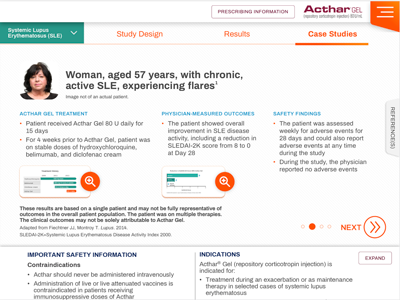 PRESCRIBING INFORMATION
Acthar GEL
(repository corticotropin injection) 80 U/mL
Systemic Lupus
Erythematosus (SLE)
Study Design
Results
Case Studies
Woman, aged 57 years, with chronic,
active SLE, experiencing flares1
Image not of an actual patient.
ACTHAR GEL TREATMENT
• Patient received Acthar Gel 80 U daily for
15 days
• For 4 weeks prior to Acthar Gel, patient was
on stable doses of hydroxychloroquine,
belimumab, and diclofenac cream
PHYSICIAN-MEASURED OUTCOMES
• The patient showed overall
improvement in SLE disease
activity, including a reduction in
SLEDAI-2K score from 8 to 0
at Day 28
SAFETY FINDINGS
• The patient was assessed
weekly for adverse events for
28 days and could also report
adverse events at any time
during the study
• During the study, the physician
reported no adverse events
REFERENCE(S)
These results are based on a single patient and may not be fully representative of
outcomes in the overall patient population. The patient was on multiple therapies.
The clinical outcomes may not be solely attributable to Acthar Gel.
Adapted from Fiechtner JJ, Montroy T. Lupus. 2014.
SLEDAI-2K=Systemic Lupus Erythematosus Disease Activity Index 2000.
NEXT
IMPORTANT SAFETY INFORMATION
Contraindications
• Acthar should never be administered intravenously
• Administration of live or live attenuated vaccines is
contraindicated in patients receiving
immunosuppressive doses of Acthar
INDICATIONS
EXPAND
Acthar® Gel (repository corticotropin injection) is
indicated for:
• Treatment during an exacerbation or as maintenance
therapy in selected cases of systemic lupus
erythematosus